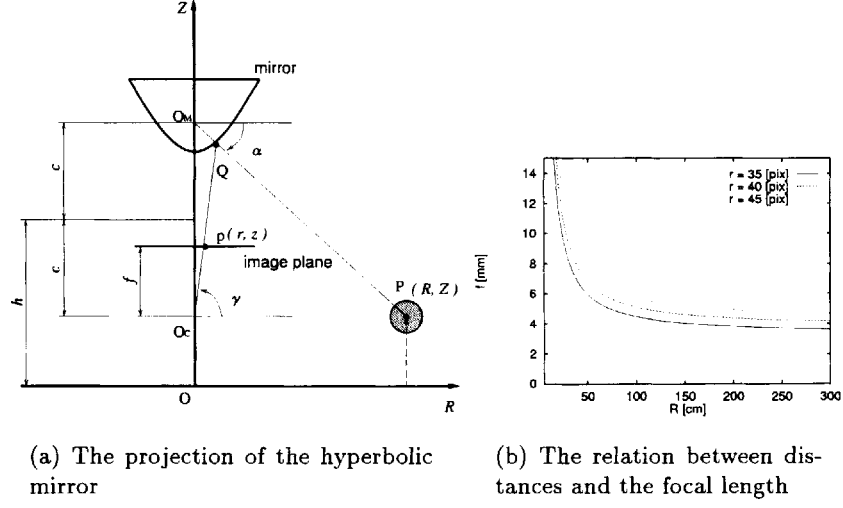 Z
mirror
O_M
α
c
Q
p(r, z)
image plane
c
f
h
γ
P (R, Z)
O_C
O
R
r = 35 [pix]
r = 40 [pix]
r = 45 [pix]
14
12
10
8
6
4
2
0
f [mm]
50 100 150 200 250 300
R [cm]
(a) The projection of the hyperbolic
mirror
(b) The relation between dis-
tances and the focal length